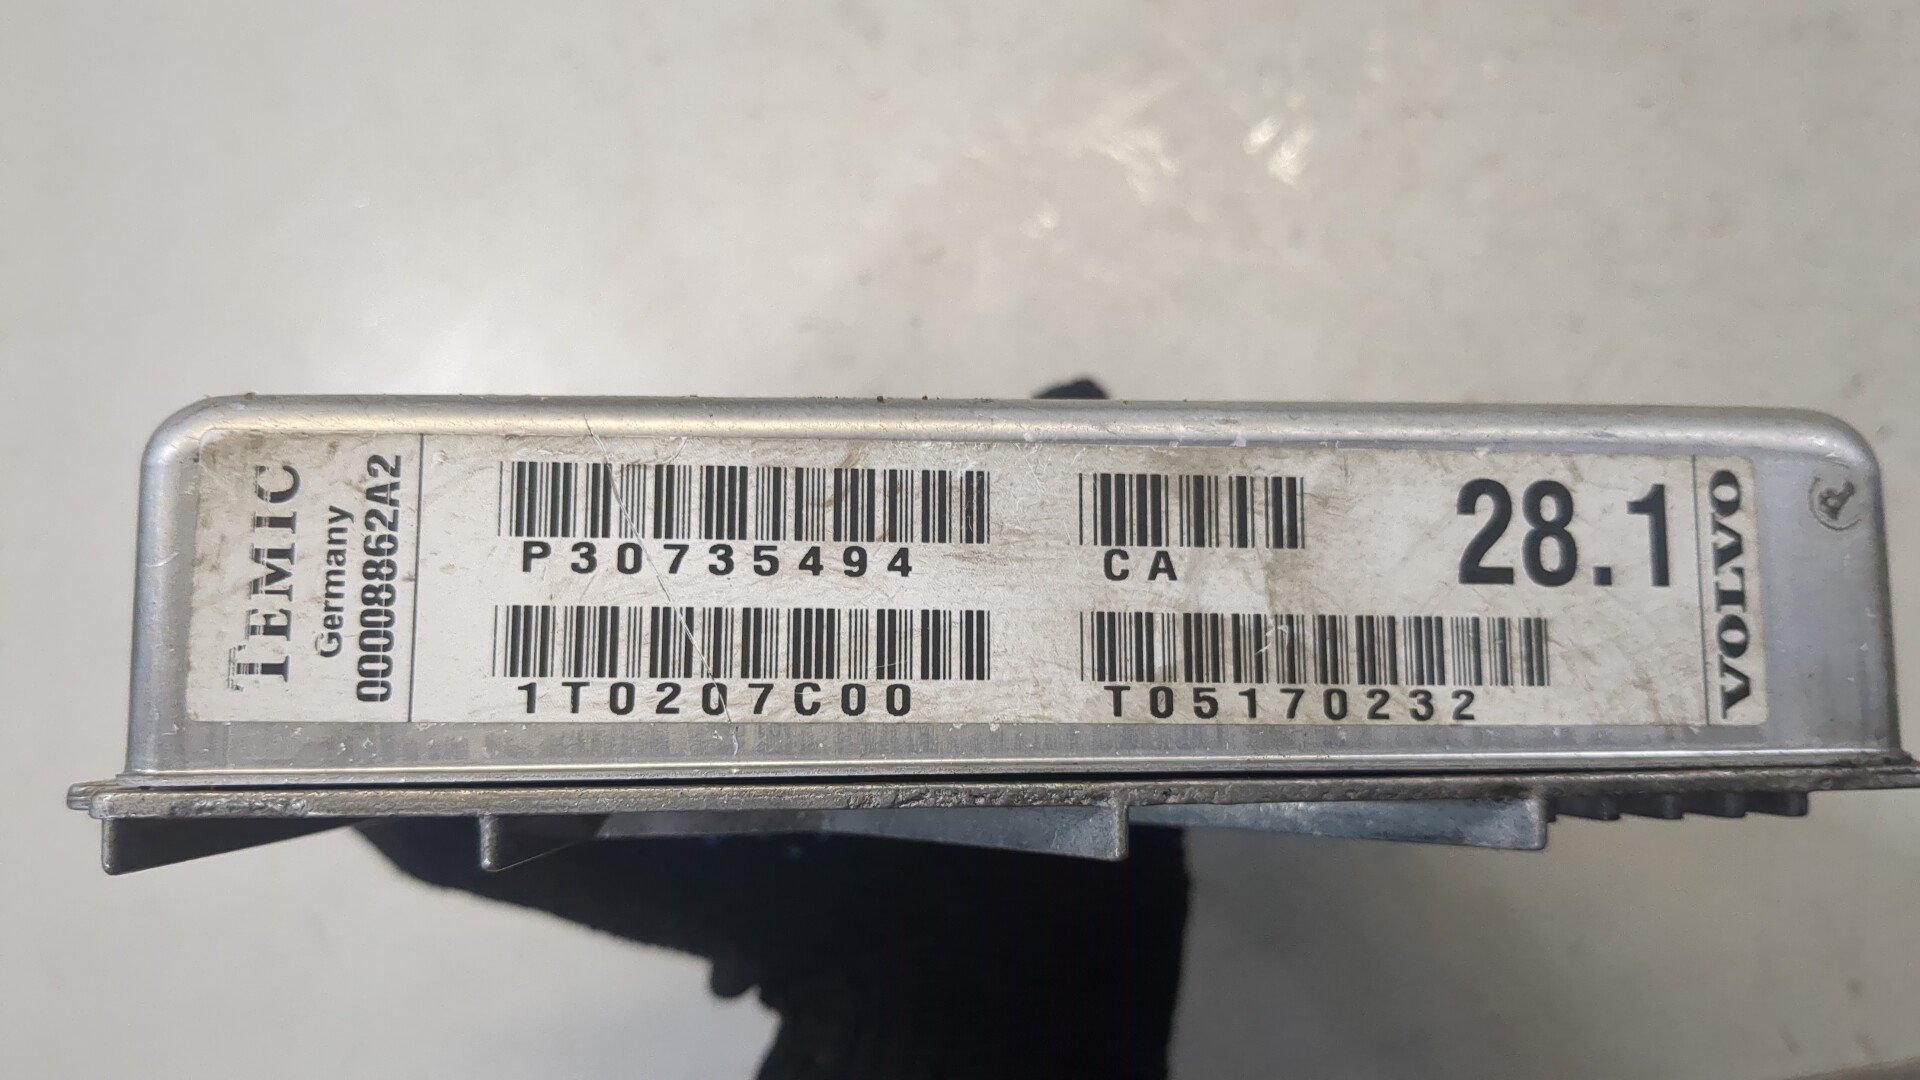 TEMIC
Germany
00008862A2
P30735494
CA
28.1
1T0207C00
T05170232
VOLVO